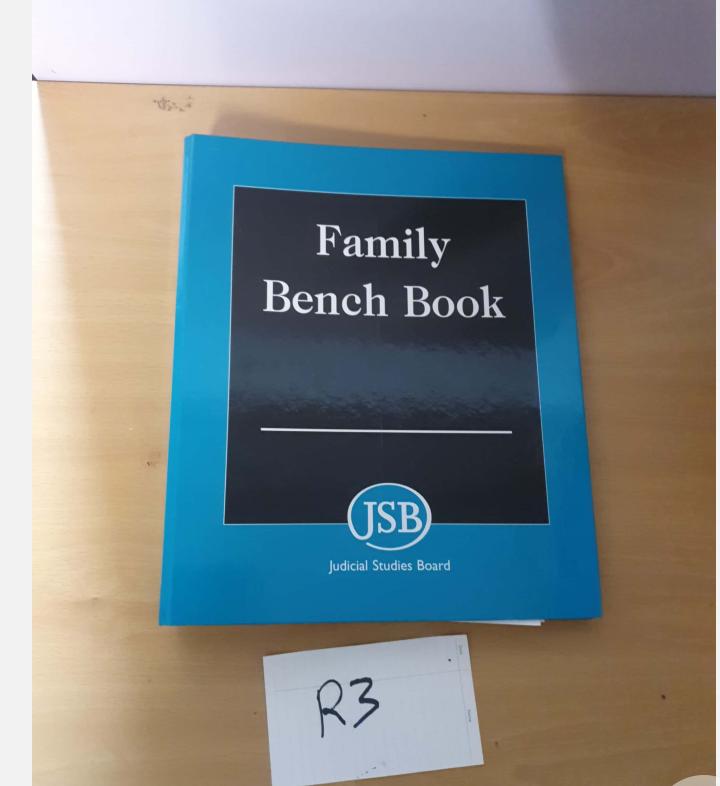 Family
Bench Book
JSB
Judicial Studies Board
R3